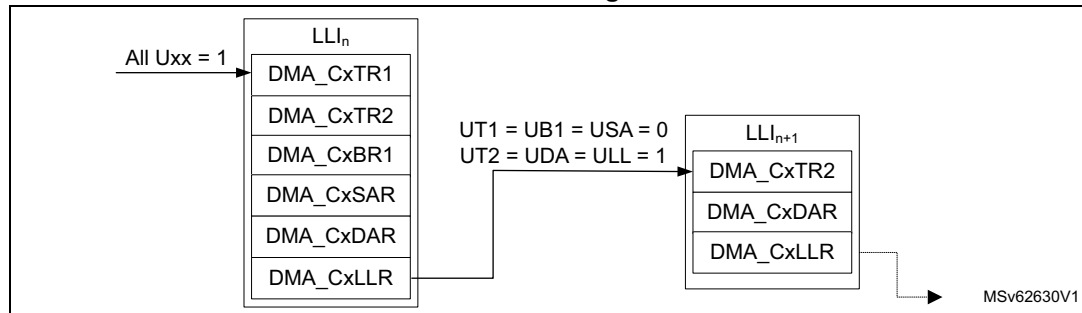 All Uxx = 1
LLIn
DMA_CxTR1
DMA_CxTR2
DMA_CxBR1
DMA_CxSAR
DMA_CxDAR
DMA_CxLLR
UT1 = UB1 = USA = 0
UT2 = UDA = ULL = 1
LLIn+1
DMA_CxTR2
DMA_CxDAR
DMA_CxLLR
MSv62630V1